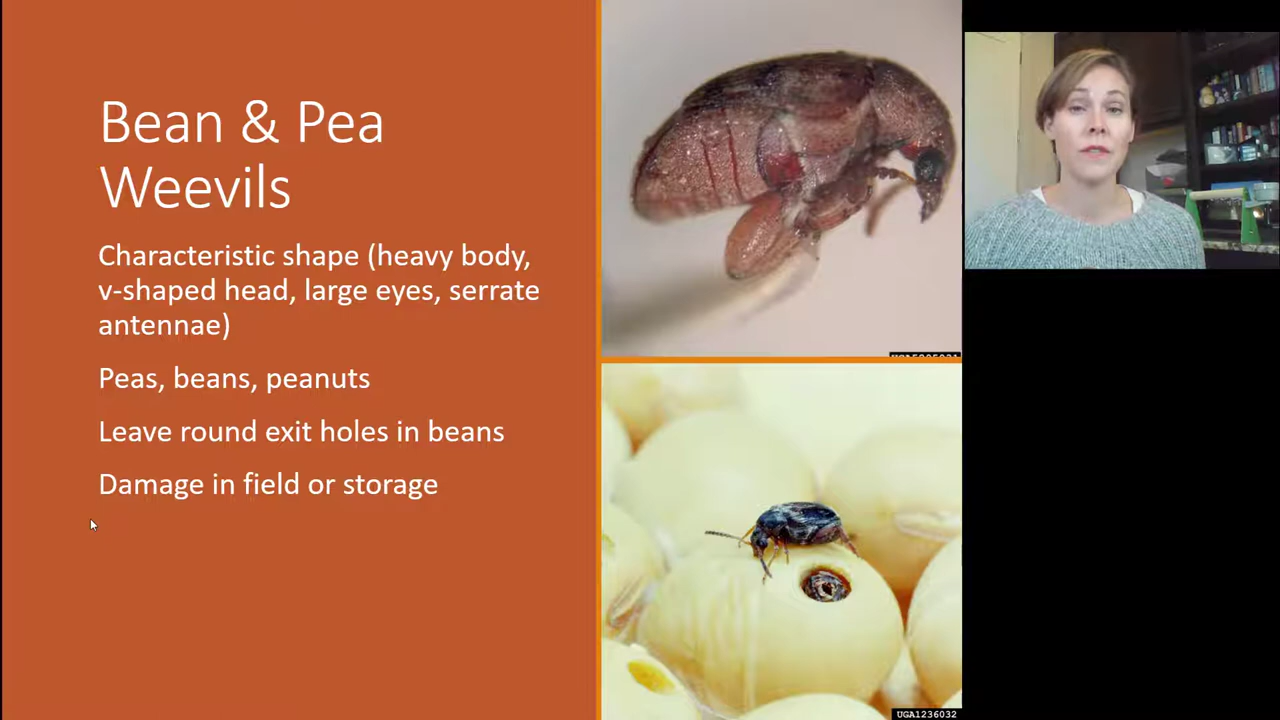 Bean & Pea
Weevils
Characteristic shape (heavy body,
v-shaped head, large eyes, serrate
antennae)
Peas, beans, peanuts
Leave round exit holes in beans
Damage in field or storage
UGA1236032